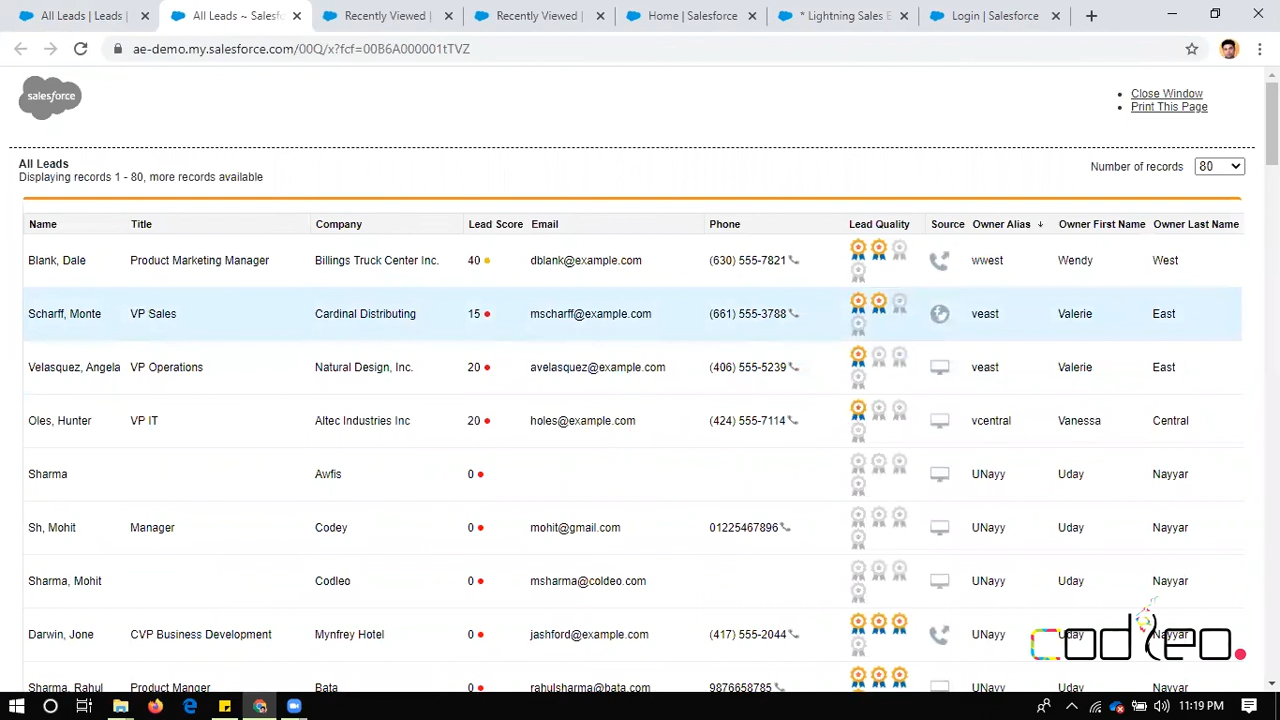 All Leads | Leads |
All Leads ~ Salesfo
Recently Viewed |
Recently Viewed |
Home | Salesforce
* Lightning Sales E
Login | Salesforce
ae-demo.my.salesforce.com/00Q/x?fcf=00B6A000001tTVZ
salesforce
Close Window
Print This Page
All Leads
Displaying records 1 - 80, more records available
Number of records 80
Name Title Company Lead Score Email Phone Lead Quality Source Owner Alias Owner First Name Owner Last Name
Blank, Dale Product Marketing Manager Billings Truck Center Inc. 40 dblank@example.com (630) 555-7821 wwest Wendy West
Scharff, Monte VP Sales Cardinal Distributing 15 mscharff@example.com (661) 555-3788 veast Valerie East
Velasquez, Angela VP Operations Natural Design, Inc. 20 avelasquez@example.com (406) 555-5239 veast Valerie East
Oles, Hunter VP IT Altec Industries Inc 20 holes@example.com (424) 555-7114 vcentral Vanessa Central
Sharma Awfis 0 UNayy Uday Nayyar
Sh, Mohit Manager Codey 0 mohit@gmail.com 01225467896 UNayy Uday Nayyar
Sharma, Mohit Codleo 0 msharma@coldeo.com UNayy Uday Nayyar
Darwin, Jone CVP Business Development Mynfrey Hotel 0 jashford@example.com (417) 555-2044 UNayy Uday Nayyar
codleo.
Sharma, Rahul Product Manger Bata 0 rahulsharme@bata.com 9876658785
11:19 PM